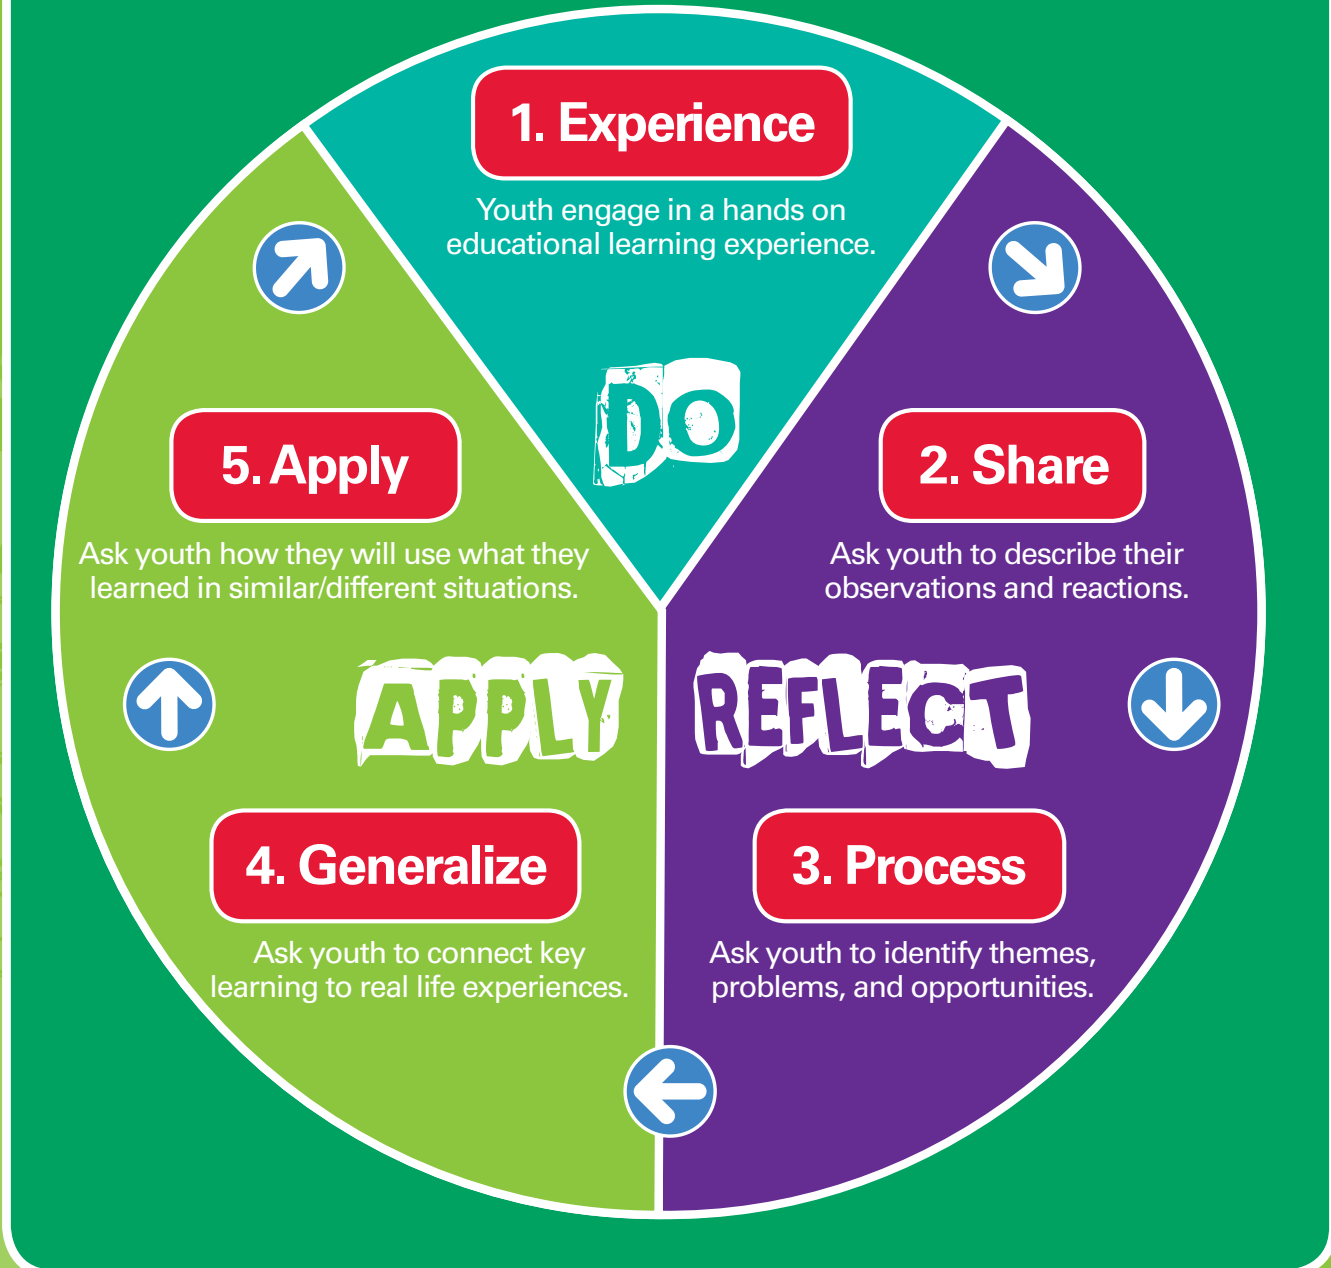 1. Experience
Youth engage in a hands on
educational learning experience.
DO
2. Share
Ask youth to describe their
observations and reactions.
REFLECT
3. Process
Ask youth to identify themes,
problems, and opportunities.
4. Generalize
Ask youth to connect key
learning to real life experiences.
APPLY
5. Apply
Ask youth how they will use what they
learned in similar/different situations.